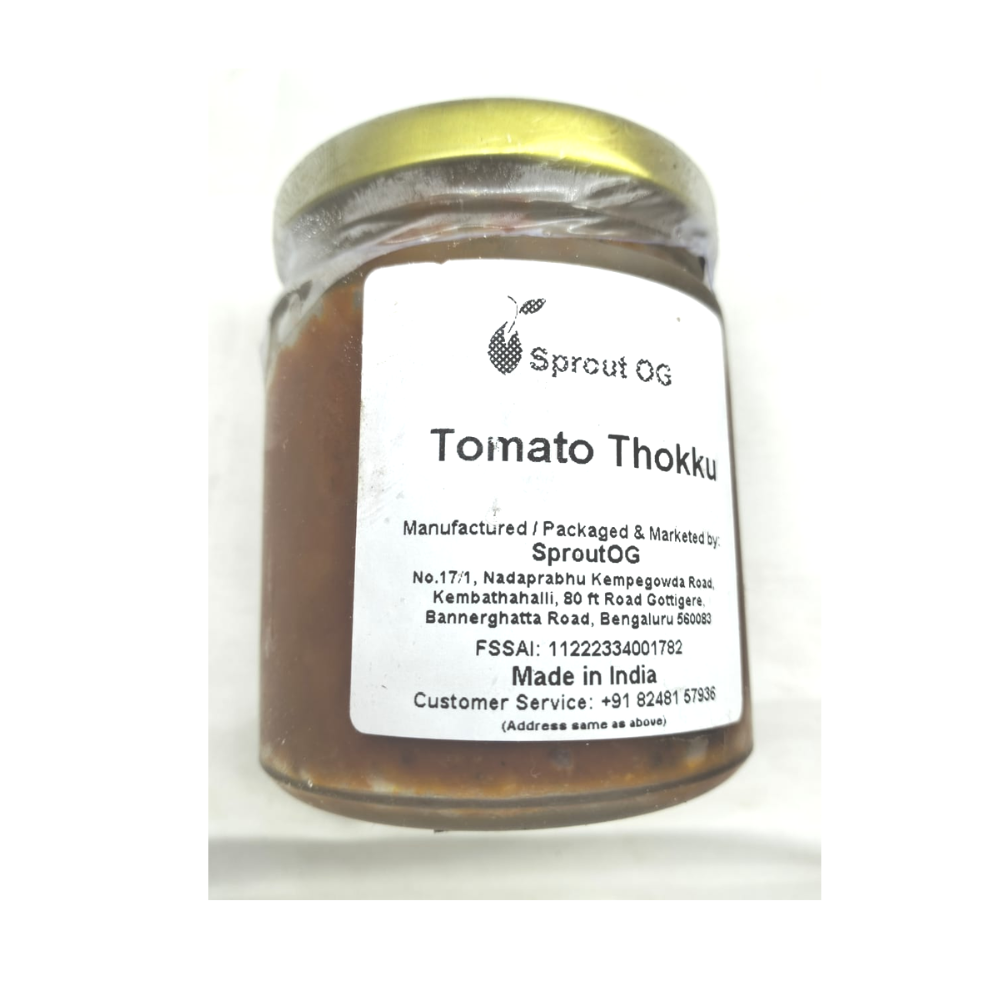 Sprout OG
Tomato Thokku
Manufactured / Packaged & Marketed by:
SproutOG
No.17/1, Nadaprabhu Kempegowda Road,
Kembathahalli, 80 ft Road Gottigere,
Bannerghatta Road, Bengaluru 560083
FSSAI: 11222334001782
Made in India
Customer Service: +91 82481 57936
(Address same as above)